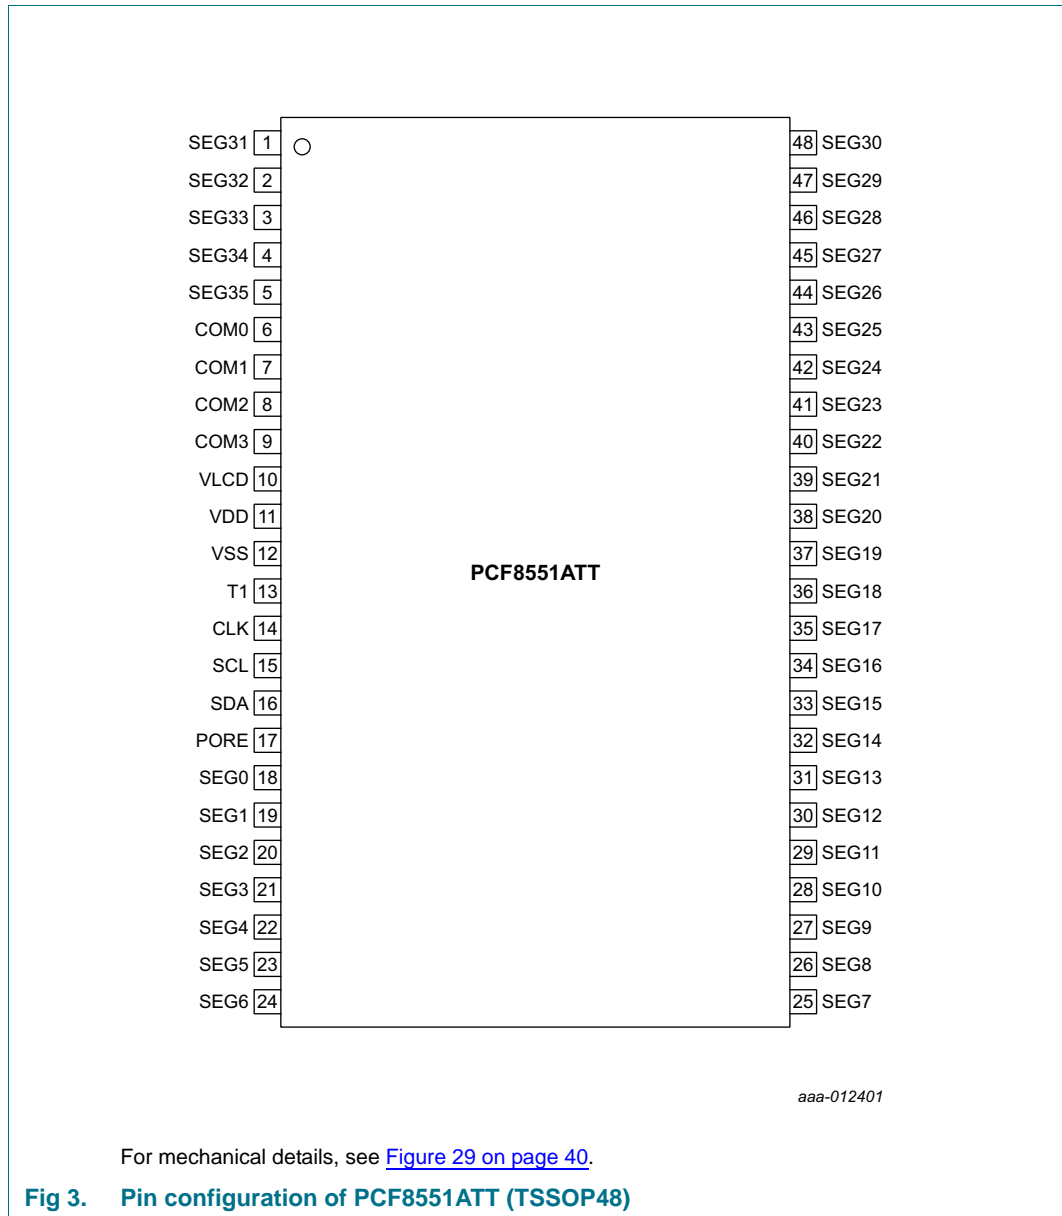 SEG31 1 48 SEG30
SEG32 2 47 SEG29
SEG33 3 46 SEG28
SEG34 4 45 SEG27
SEG35 5 44 SEG26
COM0 6 43 SEG25
COM1 7 42 SEG24
COM2 8 41 SEG23
COM3 9 40 SEG22
VLCD 10 39 SEG21
VDD 11 38 SEG20
VSS 12 37 SEG19
PCF8551ATT
T1 13 36 SEG18
CLK 14 35 SEG17
SCL 15 34 SEG16
SDA 16 33 SEG15
PORE 17 32 SEG14
SEG0 18 31 SEG13
SEG1 19 30 SEG12
SEG2 20 29 SEG11
SEG3 21 28 SEG10
SEG4 22 27 SEG9
SEG5 23 26 SEG8
SEG6 24 25 SEG7
aaa-012401
For mechanical details, see Figure 29 on page 40.
Fig 3. Pin configuration of PCF8551ATT (TSSOP48)